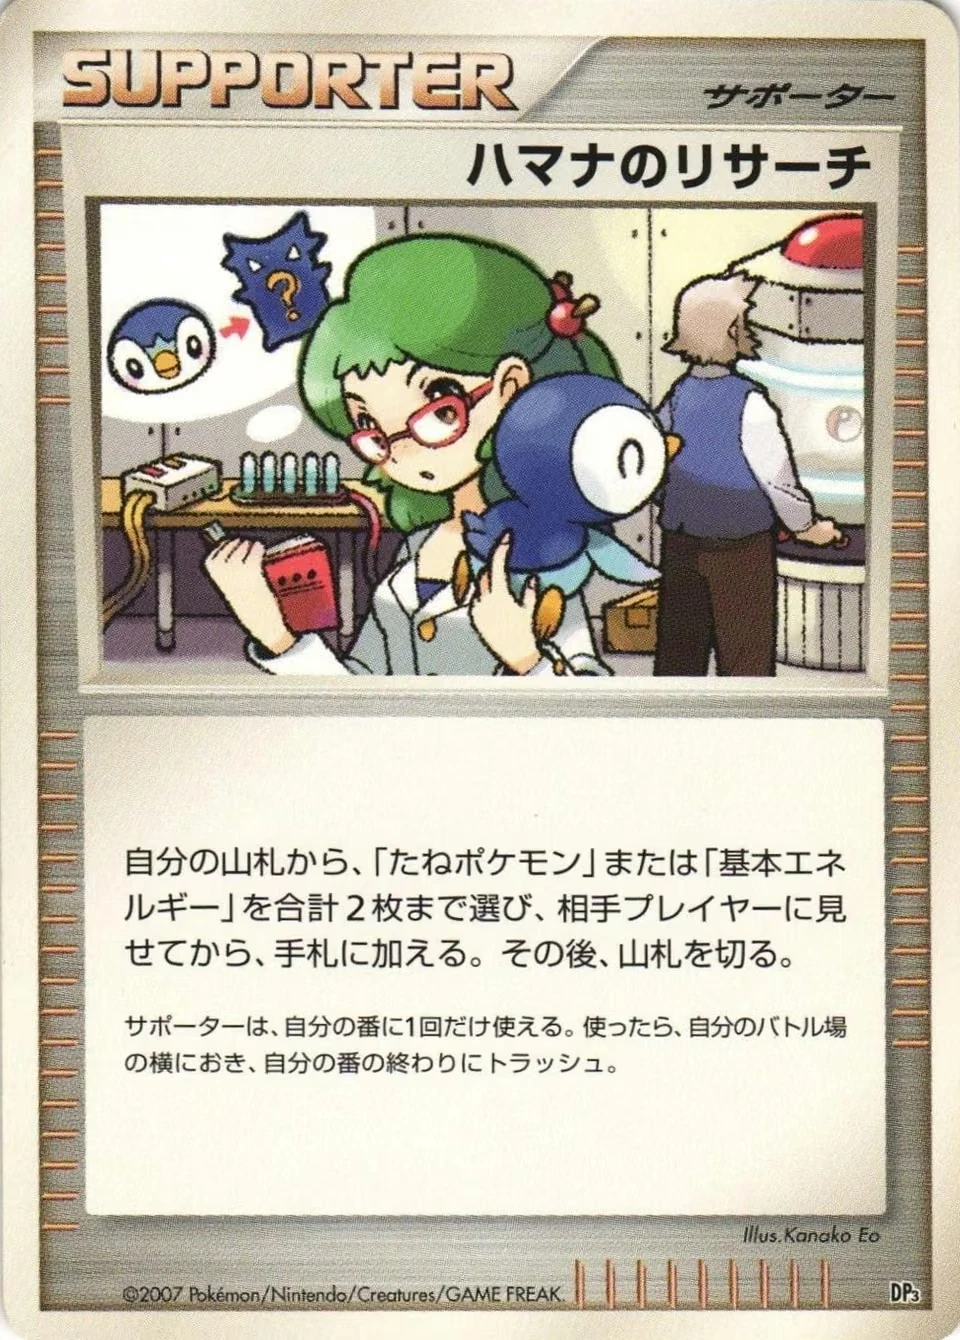 SUPPORTER
サポーター
ハマナのリサーチ
?
自分の山札から、「たねポケモン」または「基本エネ
ルギー」を合計2枚まで選び、相手プレイヤーに見
せてから、手札に加える。その後、山札を切る。
サポーターは、自分の番に1回だけ使える。使ったら、自分のバトル場
の横におき、自分の番の終わりにトラッシュ。
Illus.Kanako Eo
©2007 Pokémon/Nintendo/Creatures/GAME FREAK.
DP3